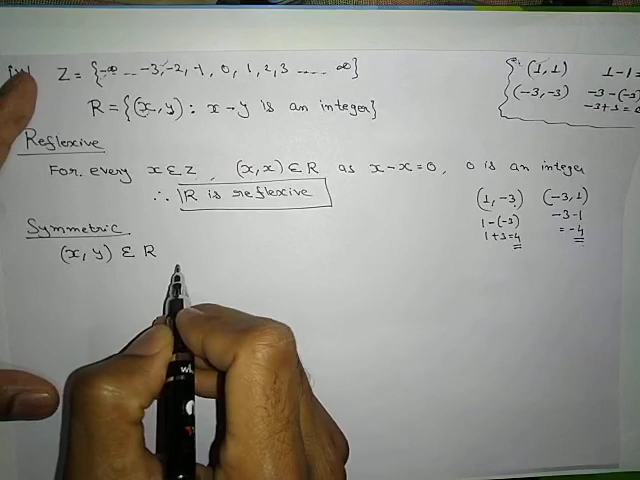 Z = {-∞ ... -3, -2, -1, 0, 1, 2, 3 .... ∞}
R = {(x, y) : x - y is an integer}
(1, 1) 1 - 1 =
(-3, -3) -3 - (-3)
-3 + 3 =
Reflexive
For every x Ɛ Z, (x, x) Ɛ R as x - x = 0, 0 is an integer
∴ R is reflexive
(1, -3) (-3, 1)
1 - (-3) -3 - 1
1 + 3 = 4 = -4
Symmetric
(x, y) Ɛ R